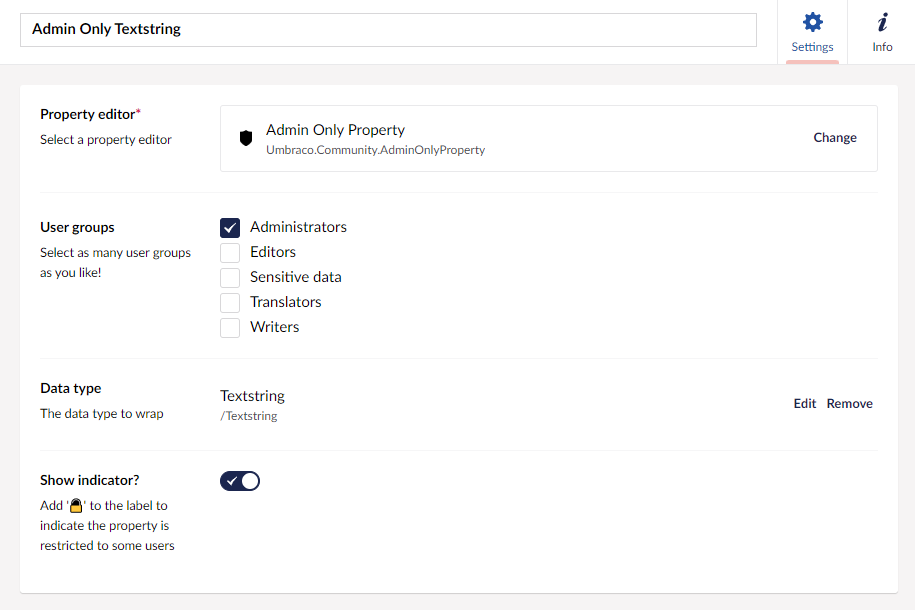 Admin Only Textstring
Settings
Info
Property editor*
Select a property editor
Admin Only Property
Umbraco.Community.AdminOnlyProperty
Change
User groups
Select as many user groups
as you like!
Administrators
Editors
Sensitive data
Translators
Writers
Data type
The data type to wrap
Textstring
/Textstring
Edit Remove
Show indicator?
Add '🔒' to the label to
indicate the property is
restricted to some users